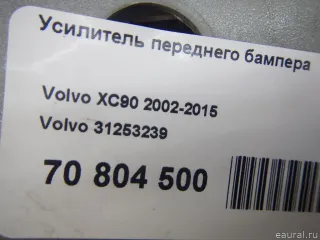 Усилитель переднего бампера
Volvo XC90 2002-2015
Volvo 31253239
70 804 500
eaural.ru